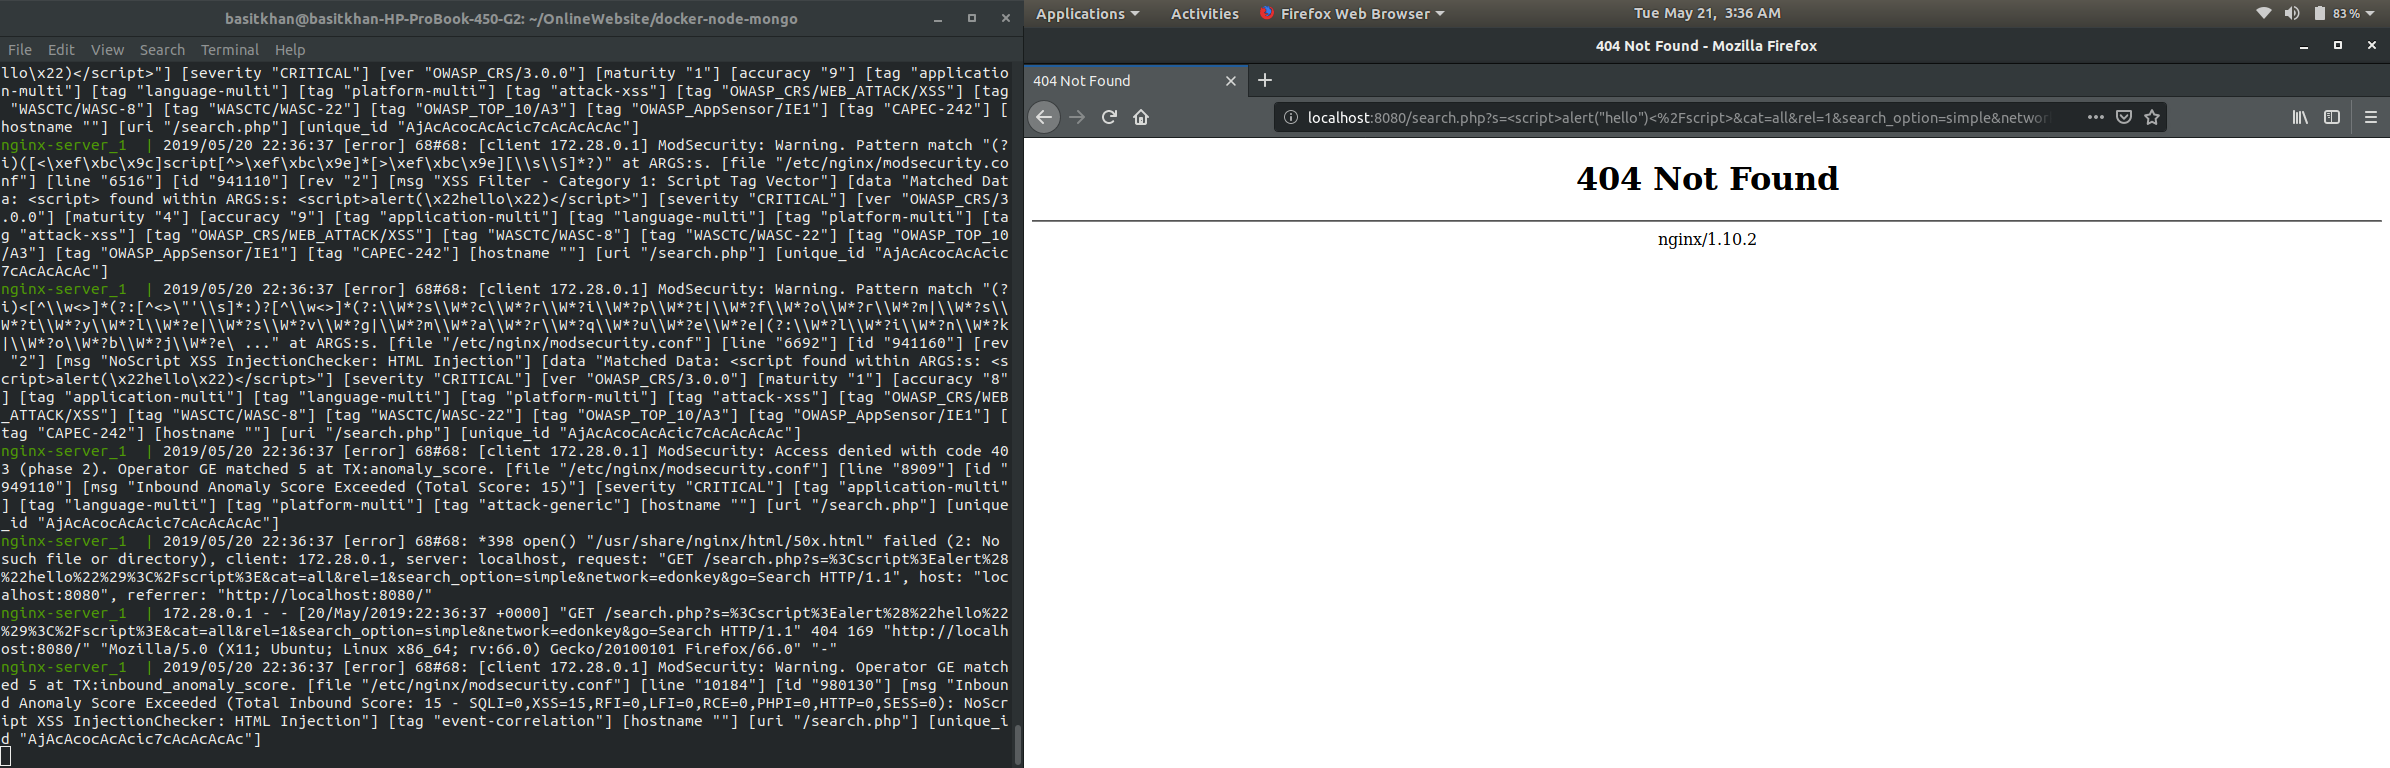 basitkhan@basitkhan-HP-ProBook-450-G2: ~/OnlineWebsite/docker-node-mongo
File Edit View Search Terminal Help
llo\x22)</script>"] [severity "CRITICAL"] [ver "OWASP_CRS/3.0.0"] [maturity "1"] [accuracy "9"] [tag "applicatio
n-multi"] [tag "language-multi"] [tag "platform-multi"] [tag "attack-xss"] [tag "OWASP_CRS/WEB_ATTACK/XSS"] [tag
 "WASCTC/WASC-8"] [tag "WASCTC/WASC-22"] [tag "OWASP_TOP_10/A3"] [tag "OWASP_AppSensor/IE1"] [tag "CAPEC-242"] [
hostname ""] [uri "/search.php"] [unique_id "AjAcAcocAcAcic7cAcAcAcAc"]
nginx-server_1  | 2019/05/20 22:36:37 [error] 68#68: [client 172.28.0.1] ModSecurity: Warning. Pattern match "(?
i)([<\xef\xbc\x9c]script[^>\xef\xbc\x9e]*[>\xef\xbc\x9e][\\s\\S]*?)" at ARGS:s. [file "/etc/nginx/modsecurity.co
nf"] [line "6516"] [id "941110"] [rev "2"] [msg "XSS Filter - Category 1: Script Tag Vector"] [data "Matched Dat
a: <script> found within ARGS:s: <script>alert(\x22hello\x22)</script>"] [severity "CRITICAL"] [ver "OWASP_CRS/3
.0.0"] [maturity "4"] [accuracy "9"] [tag "application-multi"] [tag "language-multi"] [tag "platform-multi"] [ta
g "attack-xss"] [tag "OWASP_CRS/WEB_ATTACK/XSS"] [tag "WASCTC/WASC-8"] [tag "WASCTC/WASC-22"] [tag "OWASP_TOP_10
/A3"] [tag "OWASP_AppSensor/IE1"] [tag "CAPEC-242"] [hostname ""] [uri "/search.php"] [unique_id "AjAcAcocAcAcic
7cAcAcAcAc"]
nginx-server_1  | 2019/05/20 22:36:37 [error] 68#68: [client 172.28.0.1] ModSecurity: Warning. Pattern match "(?
i)<[^\\w<>]*(?:[^<>\"'\\s]*:)?[^\\w<>]*(?:\\W*?s\\W*?c\\W*?r\\W*?i\\W*?p\\W*?t|\\W*?f\\W*?o\\W*?r\\W*?m|\\W*?s\\
W*?t\\W*?y\\W*?l\\W*?e|\\W*?s\\W*?v\\W*?g|\\W*?m\\W*?a\\W*?r\\W*?q\\W*?u\\W*?e\\W*?e|(?:\\W*?l\\W*?i\\W*?n\\W*?k
|\\W*?o\\W*?b\\W*?j\\W*?e\ ..." at ARGS:s. [file "/etc/nginx/modsecurity.conf"] [line "6692"] [id "941160"] [rev
 "2"] [msg "NoScript XSS InjectionChecker: HTML Injection"] [data "Matched Data: <script found within ARGS:s: <s
cript>alert(\x22hello\x22)</script>"] [severity "CRITICAL"] [ver "OWASP_CRS/3.0.0"] [maturity "1"] [accuracy "8"
] [tag "application-multi"] [tag "language-multi"] [tag "platform-multi"] [tag "attack-xss"] [tag "OWASP_CRS/WEB
_ATTACK/XSS"] [tag "WASCTC/WASC-8"] [tag "WASCTC/WASC-22"] [tag "OWASP_TOP_10/A3"] [tag "OWASP_AppSensor/IE1"] [
tag "CAPEC-242"] [hostname ""] [uri "/search.php"] [unique_id "AjAcAcocAcAcic7cAcAcAcAc"]
nginx-server_1  | 2019/05/20 22:36:37 [error] 68#68: [client 172.28.0.1] ModSecurity: Access denied with code 40
3 (phase 2). Operator GE matched 5 at TX:anomaly_score. [file "/etc/nginx/modsecurity.conf"] [line "8909"] [id "
949110"] [msg "Inbound Anomaly Score Exceeded (Total Score: 15)"] [severity "CRITICAL"] [tag "application-multi"
] [tag "language-multi"] [tag "platform-multi"] [tag "attack-generic"] [hostname ""] [uri "/search.php"] [unique
_id "AjAcAcocAcAcic7cAcAcAcAc"]
nginx-server_1  | 2019/05/20 22:36:37 [error] 68#68: *398 open() "/usr/share/nginx/html/50x.html" failed (2: No 
such file or directory), client: 172.28.0.1, server: localhost, request: "GET /search.php?s=%3Cscript%3Ealert%28
%22hello%22%29%3C%2Fscript%3E&cat=all&rel=1&search_option=simple&network=edonkey&go=Search HTTP/1.1", host: "loc
alhost:8080", referrer: "http://localhost:8080/"
nginx-server_1  | 172.28.0.1 - - [20/May/2019:22:36:37 +0000] "GET /search.php?s=%3Cscript%3Ealert%28%22hello%22
%29%3C%2Fscript%3E&cat=all&rel=1&search_option=simple&network=edonkey&go=Search HTTP/1.1" 404 169 "http://localh
ost:8080/" "Mozilla/5.0 (X11; Ubuntu; Linux x86_64; rv:66.0) Gecko/20100101 Firefox/66.0" "-"
nginx-server_1  | 2019/05/20 22:36:37 [error] 68#68: [client 172.28.0.1] ModSecurity: Warning. Operator GE match
ed 5 at TX:inbound_anomaly_score. [file "/etc/nginx/modsecurity.conf"] [line "10184"] [id "980130"] [msg "Inboun
d Anomaly Score Exceeded (Total Inbound Score: 15 - SQLI=0,XSS=15,RFI=0,LFI=0,RCE=0,PHPI=0,HTTP=0,SESS=0): NoScr
ipt XSS InjectionChecker: HTML Injection"] [tag "event-correlation"] [hostname ""] [uri "/search.php"] [unique_i
d "AjAcAcocAcAcic7cAcAcAcAc"]
Applications Activities Firefox Web Browser Tue May 21, 3:36 AM 83 %
404 Not Found - Mozilla Firefox
404 Not Found
localhost:8080/search.php?s=<script>alert("hello")<%2Fscript>&cat=all&rel=1&search_option=simple&networ
404 Not Found
nginx/1.10.2